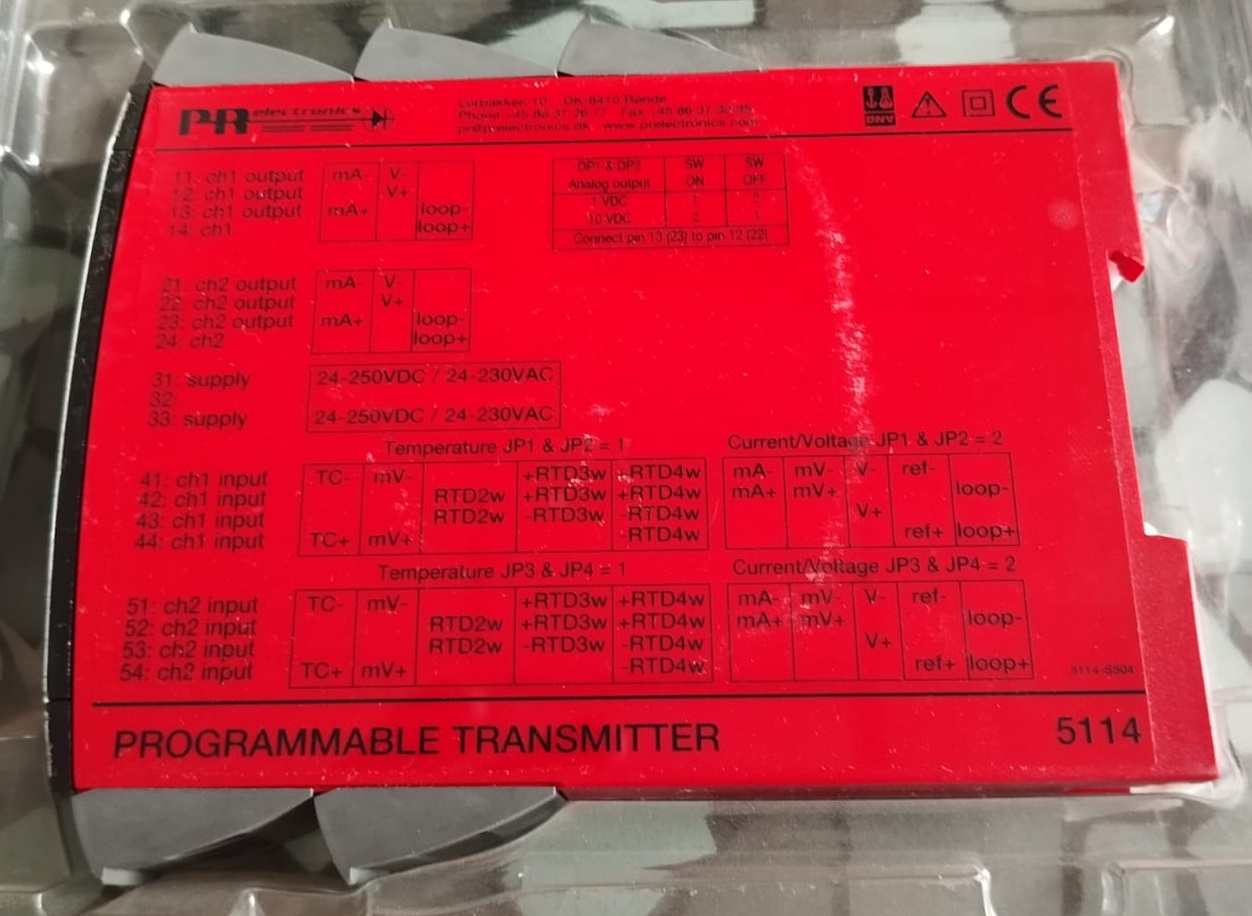 PR electronics
Lerbakken 10 DK-8410 Rønde
Phone +45 86 37 26 77 Fax +45 86 37 30 85
pr@prelectronics.dk www.prelectronics.com
DNV
CE
11: ch1 output mA- V-
12: ch1 output V+
13: ch1 output mA+ loop-
14: ch1 loop+
DP1 & DP2 SW SW
Analog output ON OFF
1 VDC 1 2
10 VDC 2 1
Connect pin 13 (23) to pin 12 (22)
21: ch2 output mA- V-
22: ch2 output V+
23: ch2 output mA+ loop-
24: ch2 loop+
31: supply 24-250VDC / 24-230VAC
32:
33: supply 24-250VDC / 24-230VAC
Temperature JP1 & JP2 = 1 Current/Voltage JP1 & JP2 = 2
41: ch1 input TC- mV- +RTD3w +RTD4w mA- mV- V- ref-
42: ch1 input RTD2w +RTD3w +RTD4w mA+ mV+ loop-
43: ch1 input RTD2w -RTD3w -RTD4w V+
44: ch1 input TC+ mV+ -RTD4w ref+ loop+
Temperature JP3 & JP4 = 1 Current/Voltage JP3 & JP4 = 2
51: ch2 input TC- mV- +RTD3w +RTD4w mA- mV- V- ref-
52: ch2 input RTD2w +RTD3w +RTD4w mA+ mV+ loop-
53: ch2 input RTD2w -RTD3w -RTD4w V+
54: ch2 input TC+ mV+ -RTD4w ref+ loop+
5114-S504
PROGRAMMABLE TRANSMITTER 5114